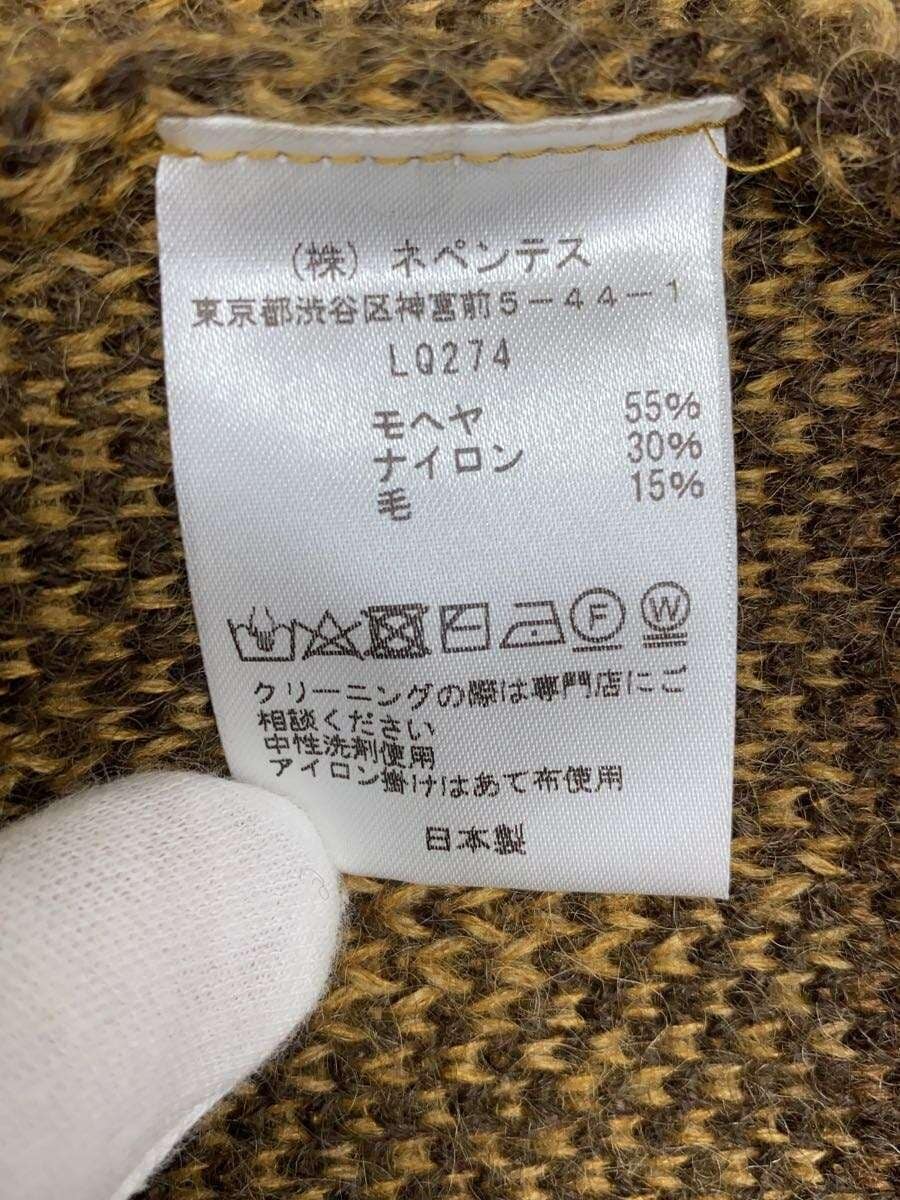 (株) ネペンテス
東京都渋谷区神宮前5-44-1
LQ274
モヘヤ 55%
ナイロン 30%
毛 15%
F W
クリーニングの際は専門店にご
相談ください
中性洗剤使用
アイロン掛けはあて布使用
日本製